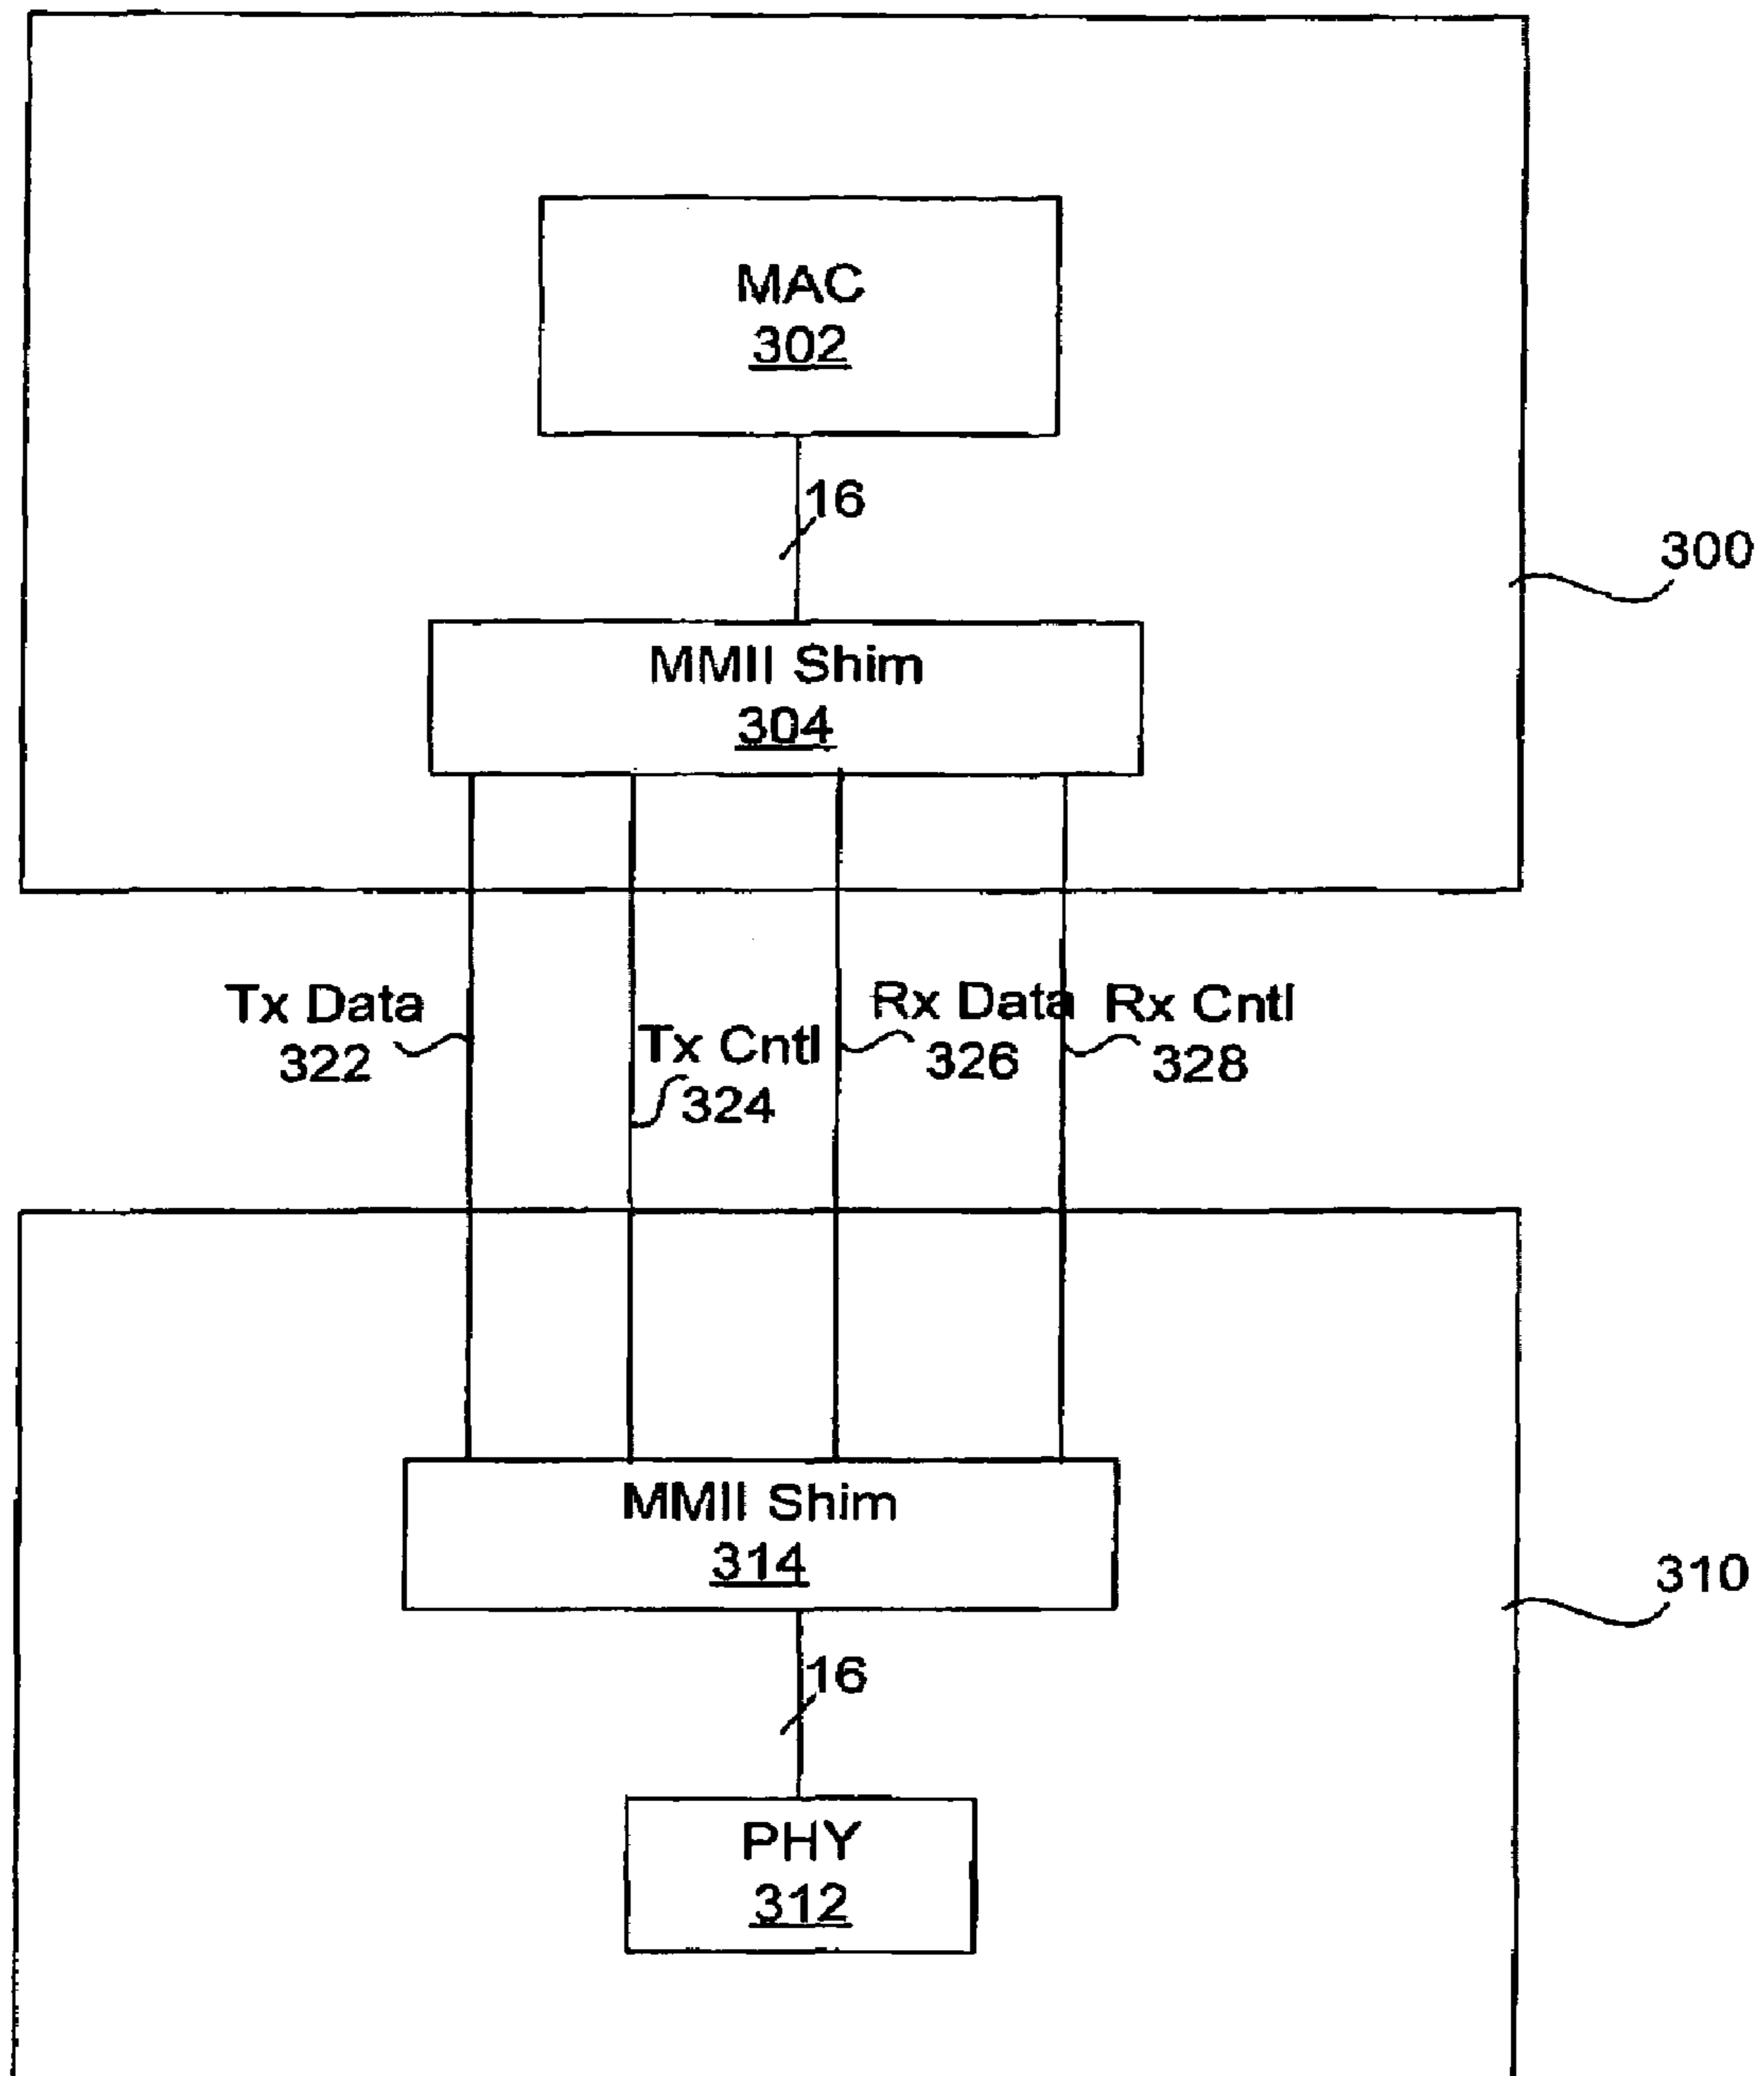 MAC
302
16
300
MMII Shim
304
Tx Data
322
Tx Cntl
324
Rx Data
326
Rx Cntl
328
MMII Shim
314
310
16
PHY
312